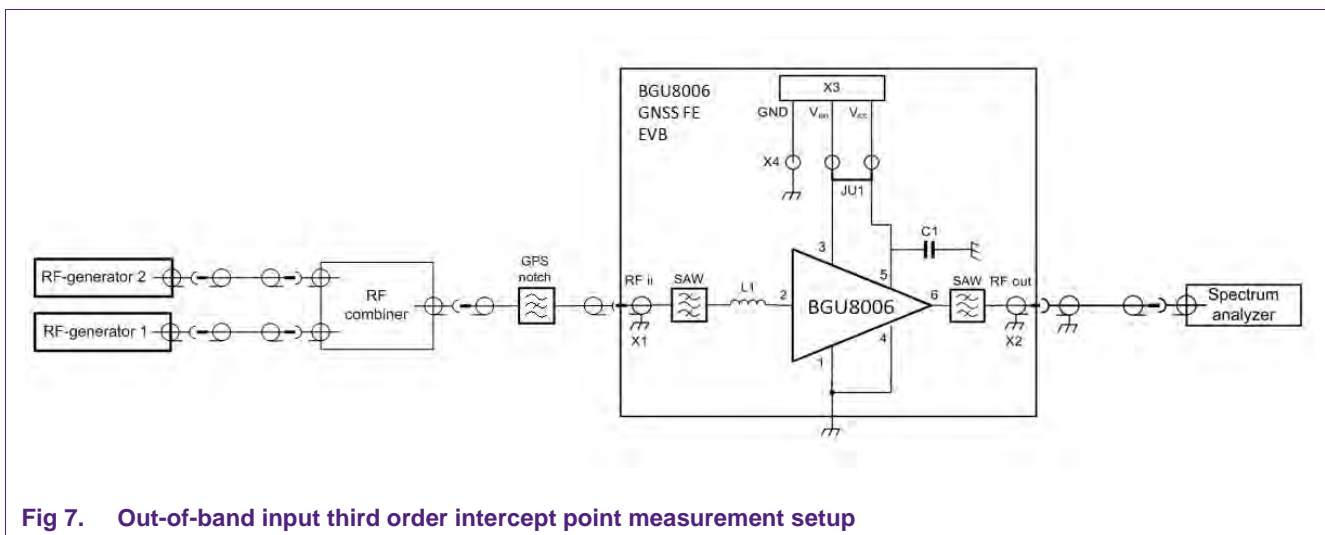 BGU8006
GNSS FE
EVB
X3
GND
Ven
Vcc
X4
JU1
C1
RF-generator 2
RF-generator 1
RF
combiner
GPS
notch
RF ii
X1
SAW
L1
2
3
5
BGU8006
6
4
1
SAW
RF out
X2
Spectrum
analyzer
Fig 7. Out-of-band input third order intercept point measurement setup